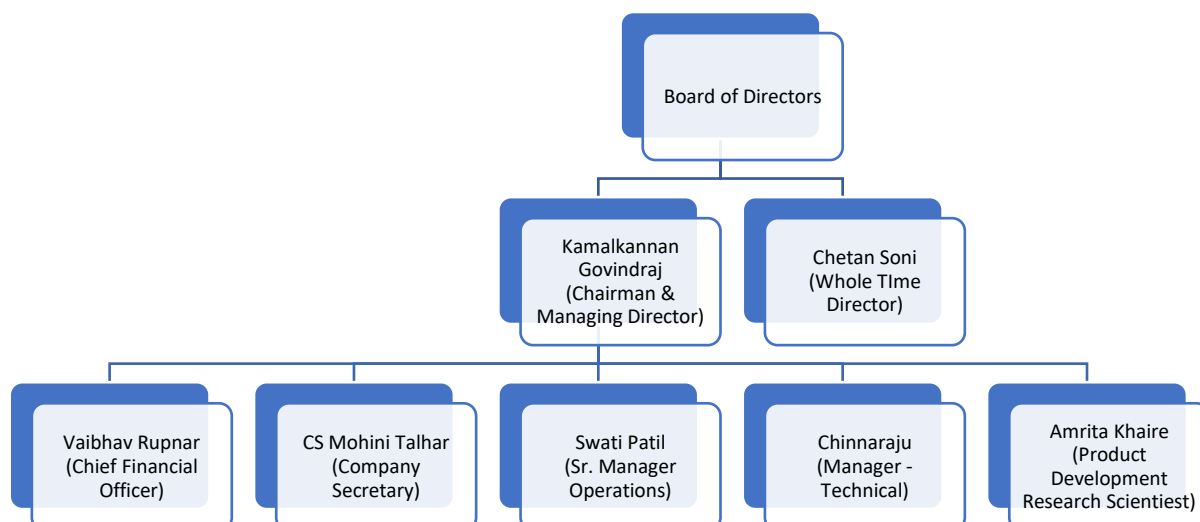 Board of Directors
Kamalkannan
Govindraj
(Chairman &
Managing Director)
Chetan Soni
(Whole TIme
Director)
Vaibhav Rupnar
(Chief Financial
Officer)
CS Mohini Talhar
(Company
Secretary)
Swati Patil
(Sr. Manager
Operations)
Chinnaraju
(Manager -
Technical)
Amrita Khaire
(Product
Development
Research Scientiest)